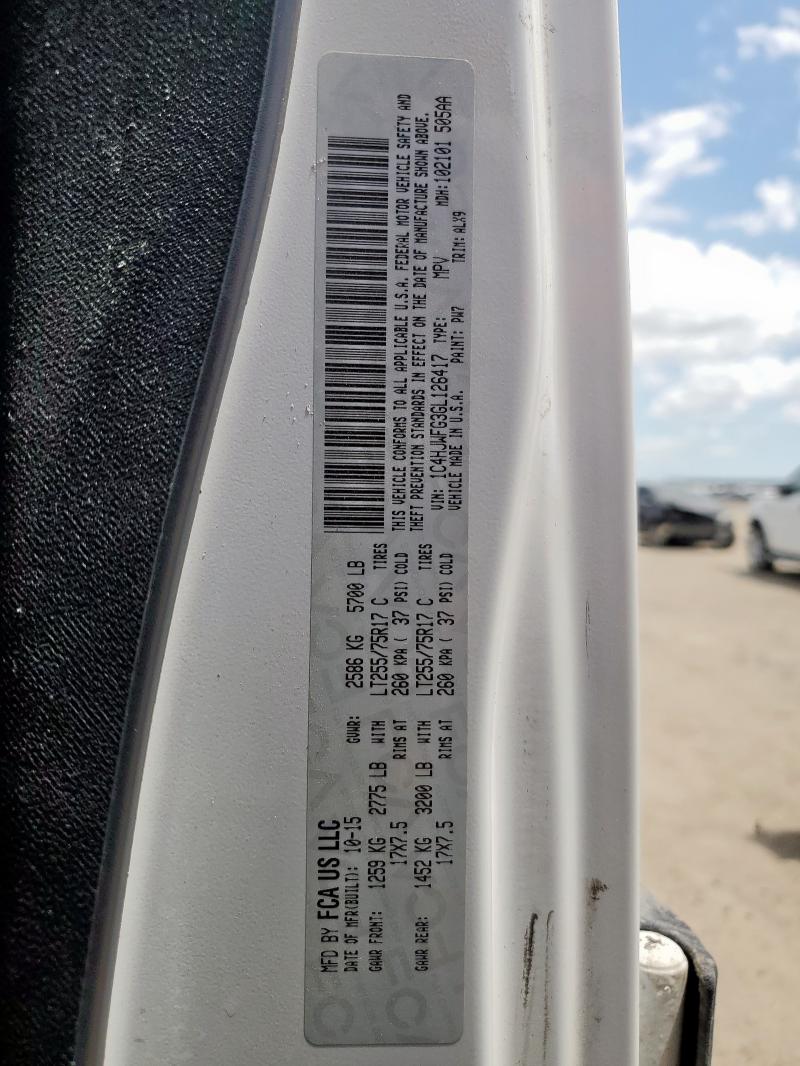 MFD BY FCA US LLC
DATE OF MFR(BUILT): 10-15 GVWR: 2586 KG 5700 LB
GAWR FRONT: 1259 KG 2775 LB WITH LT255/75R17 C TIRES
17X7.5 RIMS AT 260 KPA ( 37 PSI) COLD
GAWR REAR: 1452 KG 3200 LB WITH LT255/75R17 C TIRES
17X7.5 RIMS AT 260 KPA ( 37 PSI) COLD
THIS VEHICLE CONFORMS TO ALL APPLICABLE U.S.A. FEDERAL MOTOR VEHICLE SAFETY AND
THEFT PREVENTION STANDARDS IN EFFECT ON THE DATE OF MANUFACTURE SHOWN ABOVE.
VIN: 1C4HJWFG3GL126417 TYPE: MPV MDH:102101 505AA
VEHICLE MADE IN U.S.A. PAINT: PW7 TRIM: ALX9